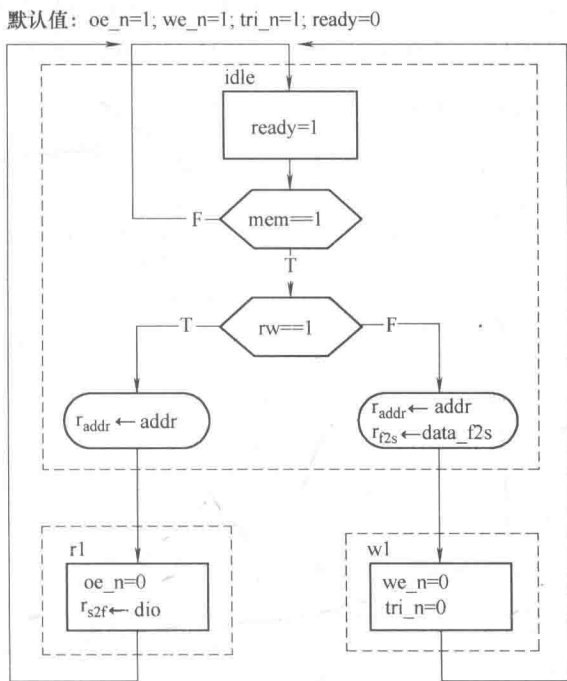 默认值：oe_n=1; we_n=1; tri_n=1; ready=0
idle
ready=1
F
mem==1
T
T
rw==1
F
r_addr ← addr
r_addr ← addr
r_f2s ← data_f2s
r1
oe_n=0
r_s2f ← dio
w1
we_n=0
tri_n=0